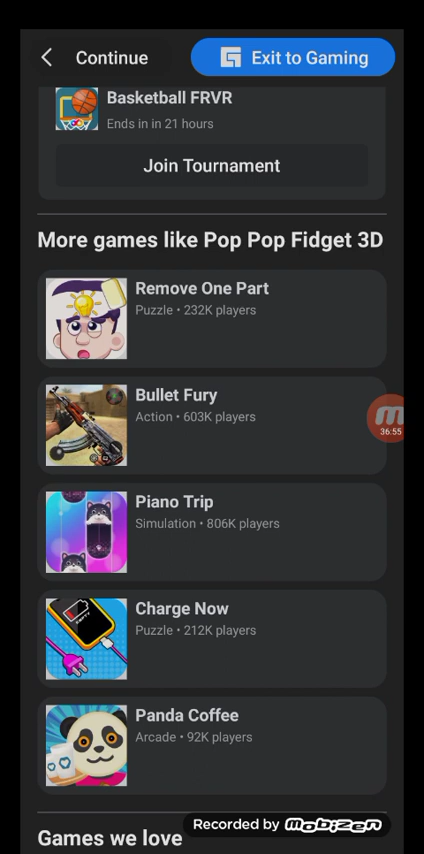 Continue
Exit to Gaming
Basketball FRVR
Ends in in 21 hours
Join Tournament
More games like Pop Pop Fidget 3D
Remove One Part
Puzzle • 232K players
Bullet Fury
Action • 603K players
36:55
Piano Trip
Simulation • 806K players
Charge Now
Puzzle • 212K players
EMPTY
Panda Coffee
Arcade • 92K players
Recorded by mobizen
Games we love